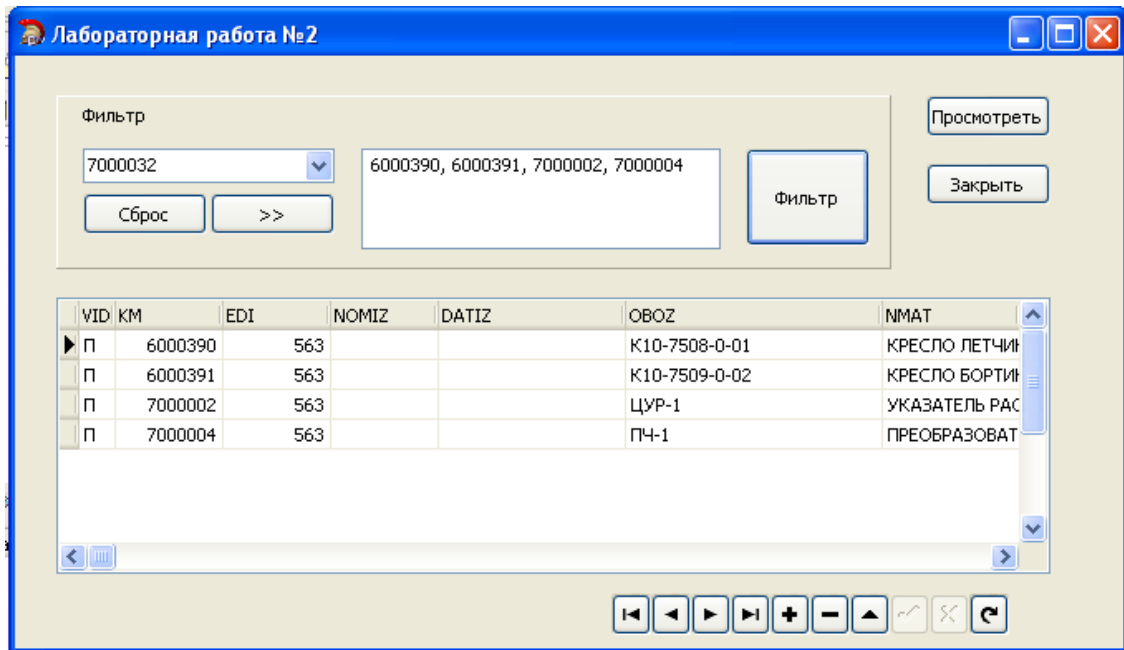 Лабораторная работа №2
Фильтр
Просмотреть
7000032
6000390, 6000391, 7000002, 7000004
Фильтр
Закрыть
Сброс >>
VID KM EDI NOMIZ DATIZ OBOZ NMAT
П 6000390 563 К10-7508-0-01 КРЕСЛО ЛЕТЧИ
П 6000391 563 К10-7509-0-02 КРЕСЛО БОРТИ
П 7000002 563 ЦУР-1 УКАЗАТЕЛЬ РАС
П 7000004 563 ПЧ-1 ПРЕОБРАЗОВАТ